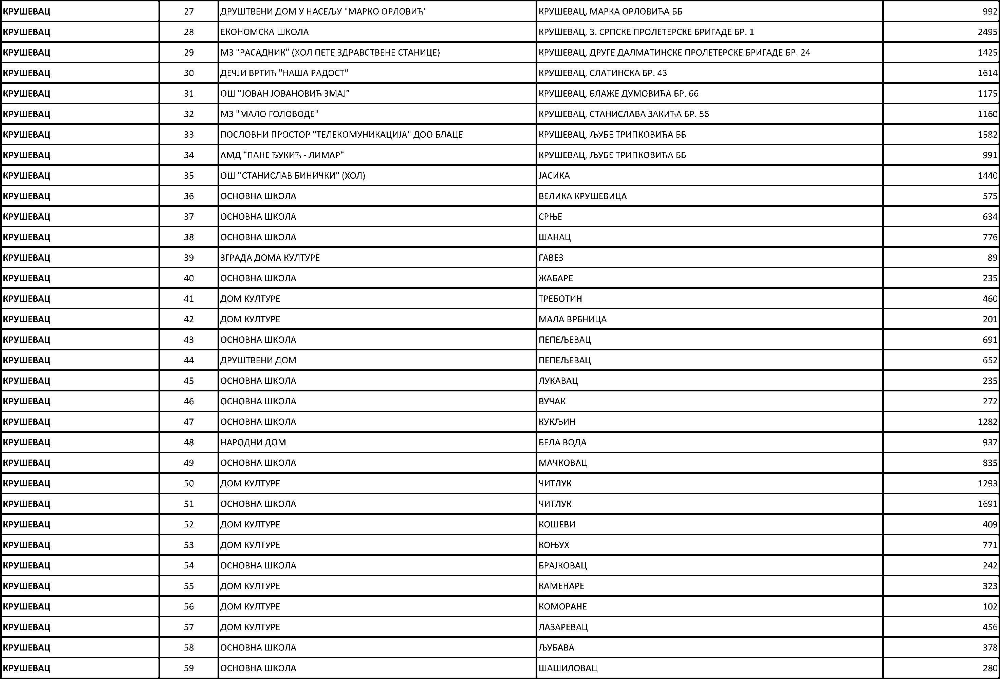 КРУШЕВАЦ 27 ДРУШТВЕНИ ДОМ У НАСЕЉУ "МАРКО ОРЛОВИЋ" КРУШЕВАЦ, МАРКА ОРЛОВИЋА ББ 992
КРУШЕВАЦ 28 ЕКОНОМСКА ШКОЛА КРУШЕВАЦ, 3. СРПСКЕ ПРОЛЕТЕРСКЕ БРИГАДЕ БР. 1 2495
КРУШЕВАЦ 29 МЗ "РАСАДНИК" (ХОЛ ПЕТЕ ЗДРАВСТВЕНЕ СТАНИЦЕ) КРУШЕВАЦ, ДРУГЕ ДАЛМАТИНСКЕ ПРОЛЕТЕРСКЕ БРИГАДЕ БР. 24 1425
КРУШЕВАЦ 30 ДЕЧЈИ ВРТИЋ "НАША РАДОСТ" КРУШЕВАЦ, СЛАТИНСКА БР. 43 1614
КРУШЕВАЦ 31 ОШ "ЈОВАН ЈОВАНОВИЋ ЗМАЈ" КРУШЕВАЦ, БЛАЖЕ ДУМОВИЋА БР. 66 1175
КРУШЕВАЦ 32 МЗ "МАЛО ГОЛОВОДЕ" КРУШЕВАЦ, СТАНИСЛАВА ЗАКИЋА БР. 56 1160
КРУШЕВАЦ 33 ПОСЛОВНИ ПРОСТОР "ТЕЛЕКОМУНИКАЦИЈА" ДОО БЛАЦЕ КРУШЕВАЦ, ЉУБЕ ТРИПКОВИЋА ББ 1582
КРУШЕВАЦ 34 АМД "ПАНЕ ЂУКИЋ - ЛИМАР" КРУШЕВАЦ, ЉУБЕ ТРИПКОВИЋА ББ 991
КРУШЕВАЦ 35 ОШ "СТАНИСЛАВ БИНИЧКИ" (ХОЛ) ЈАСИКА 1440
КРУШЕВАЦ 36 ОСНОВНА ШКОЛА ВЕЛИКА КРУШЕВИЦА 575
КРУШЕВАЦ 37 ОСНОВНА ШКОЛА СРЊЕ 634
КРУШЕВАЦ 38 ОСНОВНА ШКОЛА ШАНАЦ 776
КРУШЕВАЦ 39 ЗГРАДА ДОМА КУЛТУРЕ ГАВЕЗ 89
КРУШЕВАЦ 40 ОСНОВНА ШКОЛА ЖАБАРЕ 235
КРУШЕВАЦ 41 ДОМ КУЛТУРЕ ТРЕБОТИН 460
КРУШЕВАЦ 42 ДОМ КУЛТУРЕ МАЛА ВРБНИЦА 201
КРУШЕВАЦ 43 ОСНОВНА ШКОЛА ПЕПЕЉЕВАЦ 691
КРУШЕВАЦ 44 ДРУШТВЕНИ ДОМ ПЕПЕЉЕВАЦ 652
КРУШЕВАЦ 45 ОСНОВНА ШКОЛА ЛУКАВАЦ 235
КРУШЕВАЦ 46 ОСНОВНА ШКОЛА ВУЧАК 272
КРУШЕВАЦ 47 ОСНОВНА ШКОЛА КУКЉИН 1282
КРУШЕВАЦ 48 НАРОДНИ ДОМ БЕЛА ВОДА 937
КРУШЕВАЦ 49 ОСНОВНА ШКОЛА МАЧКОВАЦ 835
КРУШЕВАЦ 50 ДОМ КУЛТУРЕ ЧИТЛУК 1293
КРУШЕВАЦ 51 ОСНОВНА ШКОЛА ЧИТЛУК 1691
КРУШЕВАЦ 52 ДОМ КУЛТУРЕ КОШЕВИ 409
КРУШЕВАЦ 53 ДОМ КУЛТУРЕ КОЊУХ 771
КРУШЕВАЦ 54 ОСНОВНА ШКОЛА БРАЈКОВАЦ 242
КРУШЕВАЦ 55 ДОМ КУЛТУРЕ КАМЕНАРЕ 323
КРУШЕВАЦ 56 ДОМ КУЛТУРЕ КОМОРАНЕ 102
КРУШЕВАЦ 57 ДОМ КУЛТУРЕ ЛАЗАРЕВАЦ 456
КРУШЕВАЦ 58 ОСНОВНА ШКОЛА ЉУБАВА 378
КРУШЕВАЦ 59 ОСНОВНА ШКОЛА ШАШИЛОВАЦ 280